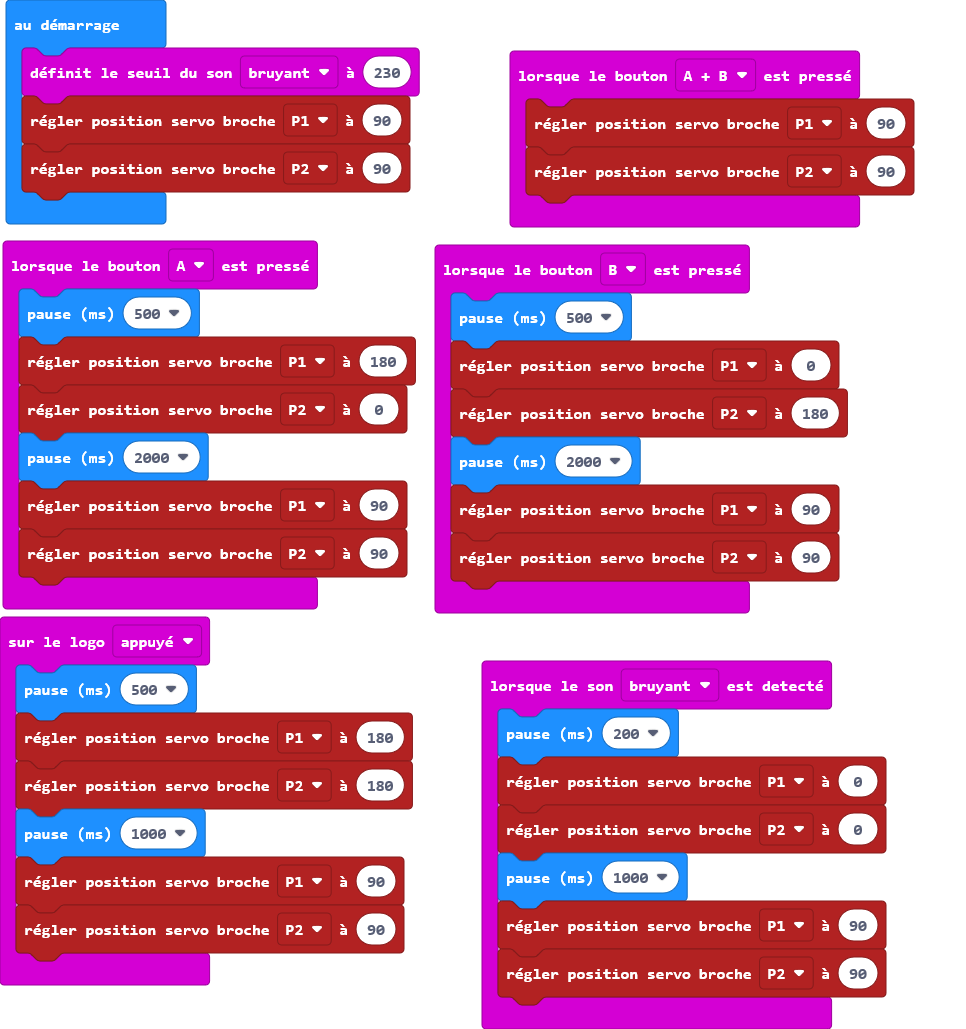 au démarrage
définit le seuil du son bruyant à 230
régler position servo broche P1 à 90
régler position servo broche P2 à 90
lorsque le bouton A + B est pressé
régler position servo broche P1 à 90
régler position servo broche P2 à 90
lorsque le bouton A est pressé
pause (ms) 500
régler position servo broche P1 à 180
régler position servo broche P2 à 0
pause (ms) 2000
régler position servo broche P1 à 90
régler position servo broche P2 à 90
lorsque le bouton B est pressé
pause (ms) 500
régler position servo broche P1 à 0
régler position servo broche P2 à 180
pause (ms) 2000
régler position servo broche P1 à 90
régler position servo broche P2 à 90
sur le logo appuyé
pause (ms) 500
régler position servo broche P1 à 180
régler position servo broche P2 à 180
pause (ms) 1000
régler position servo broche P1 à 90
régler position servo broche P2 à 90
lorsque le son bruyant est detecté
pause (ms) 200
régler position servo broche P1 à 0
régler position servo broche P2 à 0
pause (ms) 1000
régler position servo broche P1 à 90
régler position servo broche P2 à 90